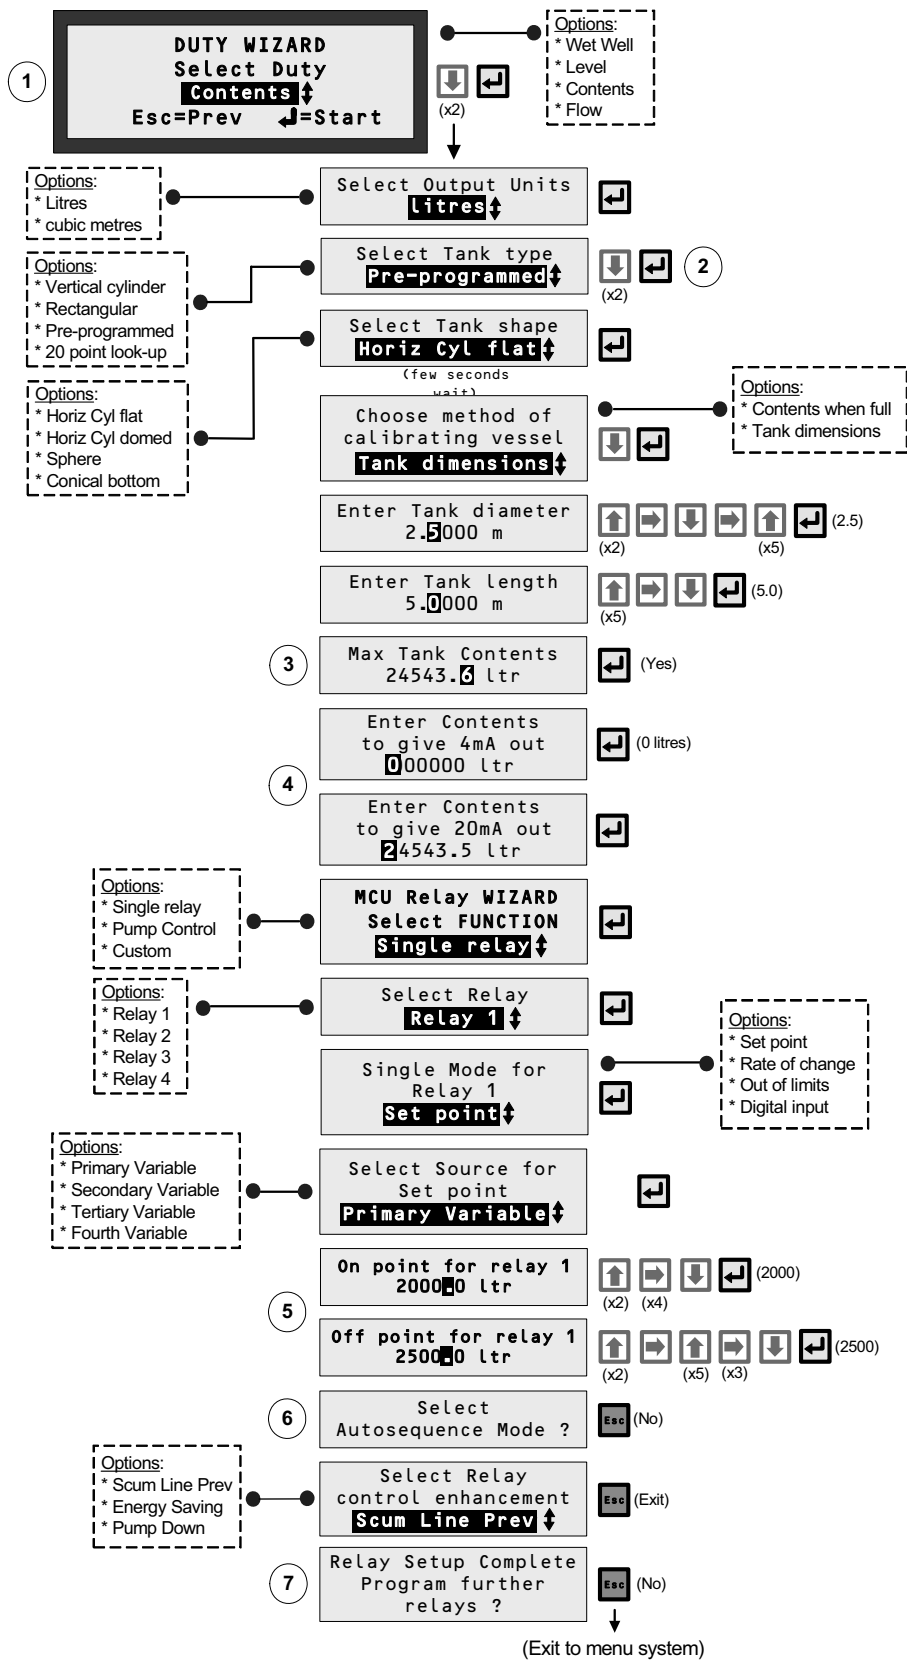 DUTY WIZARD
Select Duty
Contents
Esc=Prev =Start
1
Options:
* Wet Well
* Level
* Contents
* Flow
(x2)
Options:
* Litres
* cubic metres
Select Output Units
litres
Options:
* Vertical cylinder
* Rectangular
* Pre-programmed
* 20 point look-up
Select Tank type
Pre-programmed
(x2)
2
Options:
* Horiz Cyl flat
* Horiz Cyl domed
* Sphere
* Conical bottom
Select Tank shape
Horiz Cyl flat
(few seconds
wait)
Choose method of
calibrating vessel
Tank dimensions
Options:
* Contents when full
* Tank dimensions
Enter Tank diameter
2.5000 m
(x2)
(x5)
(2.5)
Enter Tank length
5.0000 m
(x5)
(5.0)
3
Max Tank Contents
24543.6 ltr
(Yes)
4
Enter Contents
to give 4mA out
000000 ltr
(0 litres)
Enter Contents
to give 20mA out
24543.5 ltr
Options:
* Single relay
* Pump Control
* Custom
MCU Relay WIZARD
Select FUNCTION
Single relay
Options:
* Relay 1
* Relay 2
* Relay 3
* Relay 4
Select Relay
Relay 1
Single Mode for
Relay 1
Set point
Options:
* Set point
* Rate of change
* Out of limits
* Digital input
Options:
* Primary Variable
* Secondary Variable
* Tertiary Variable
* Fourth Variable
Select Source for
Set point
Primary Variable
5
On point for relay 1
2000.0 ltr
(x2) (x4)
(2000)
Off point for relay 1
2500.0 ltr
(x2) (x5) (x3)
(2500)
6
Select
Autosequence Mode ?
Esc (No)
Options:
* Scum Line Prev
* Energy Saving
* Pump Down
Select Relay
control enhancement
Scum Line Prev
Esc (Exit)
7
Relay Setup Complete
Program further
relays ?
Esc (No)
(Exit to menu system)